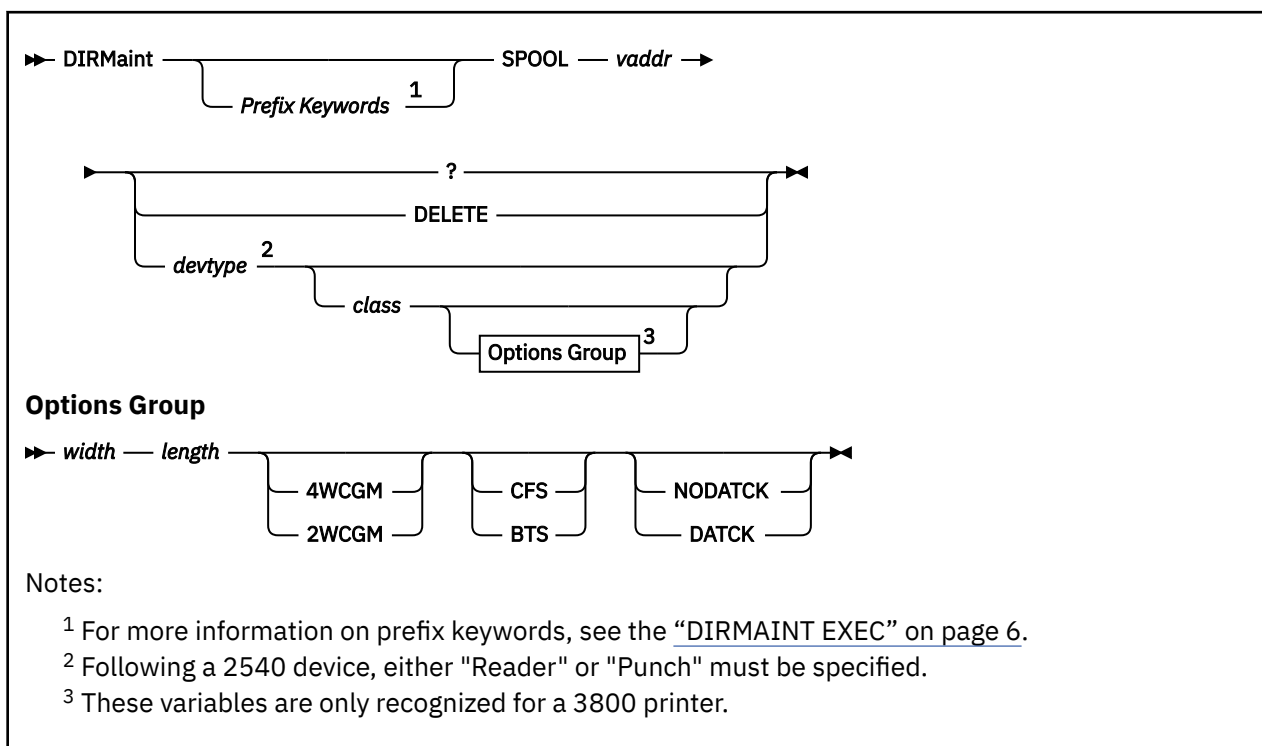 DIRMaint Prefix Keywords 1 SPOOL vaddr
?
DELETE
devtype 2
class
Options Group 3
Options Group
width length 4WCGM CFS NODATCK
2WCGM BTS DATCK
Notes:
1 For more information on prefix keywords, see the “DIRMAINT EXEC” on page 6.
2 Following a 2540 device, either "Reader" or "Punch" must be specified.
3 These variables are only recognized for a 3800 printer.